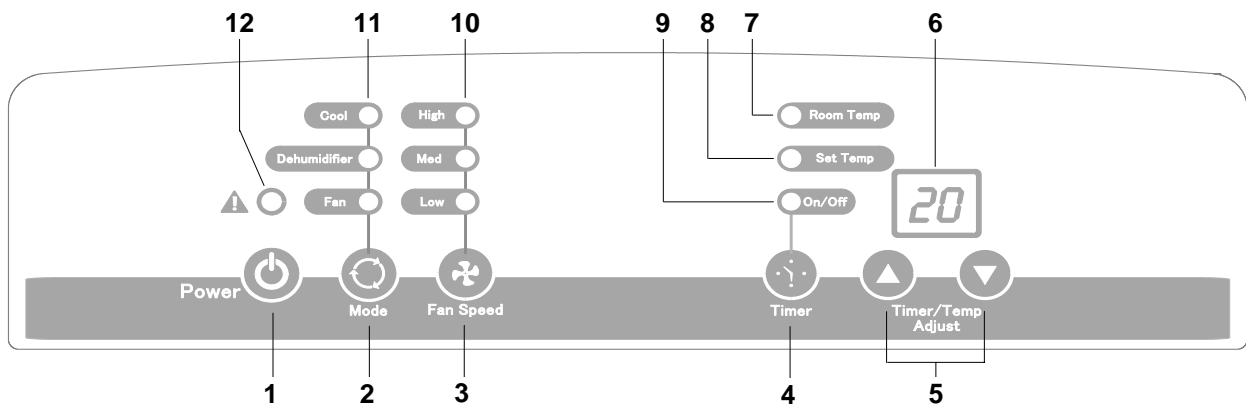 12 11 10 9 8 7 6
Cool High Room Temp
Dehumidifier Med Set Temp
Fan Low On/Off 20
Power
Mode Fan Speed Timer Timer/Temp
Adjust
1 2 3 4 5